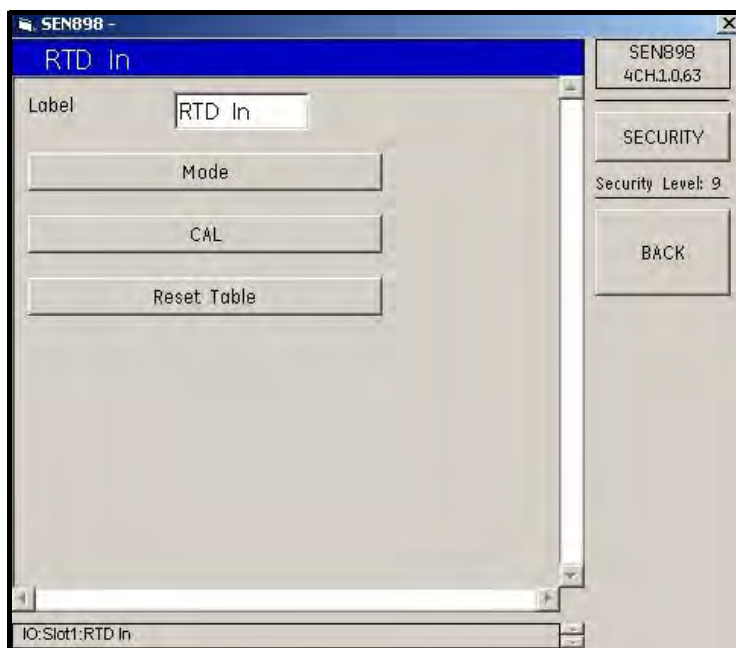 SEN898 -
RTD In
SEN898
4CH.1.0.63
Label
RTD In
SECURITY
Mode
Security Level: 9
CAL
BACK
Reset Table
IO:Slot1:RTD In